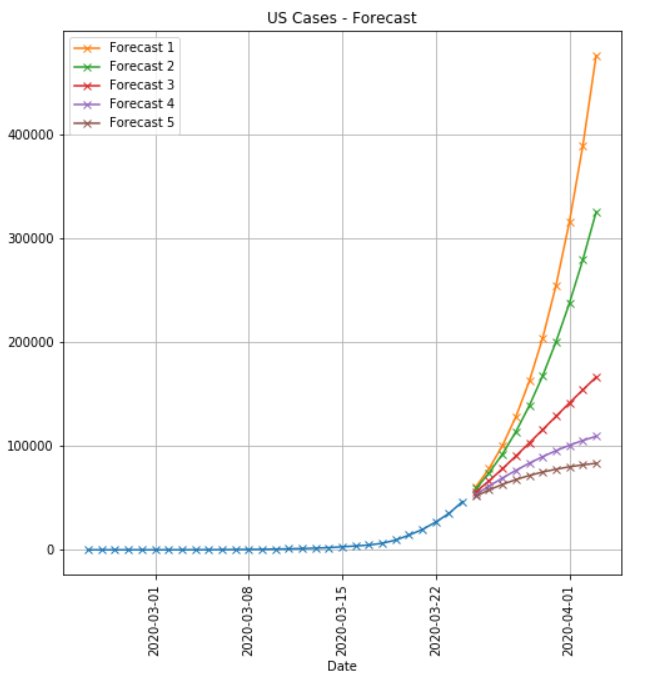 US Cases - Forecast
Forecast 1
Forecast 2
Forecast 3
Forecast 4
Forecast 5
400000
300000
200000
100000
0
2020-03-01
2020-03-08
2020-03-15
2020-03-22
2020-04-01
Date